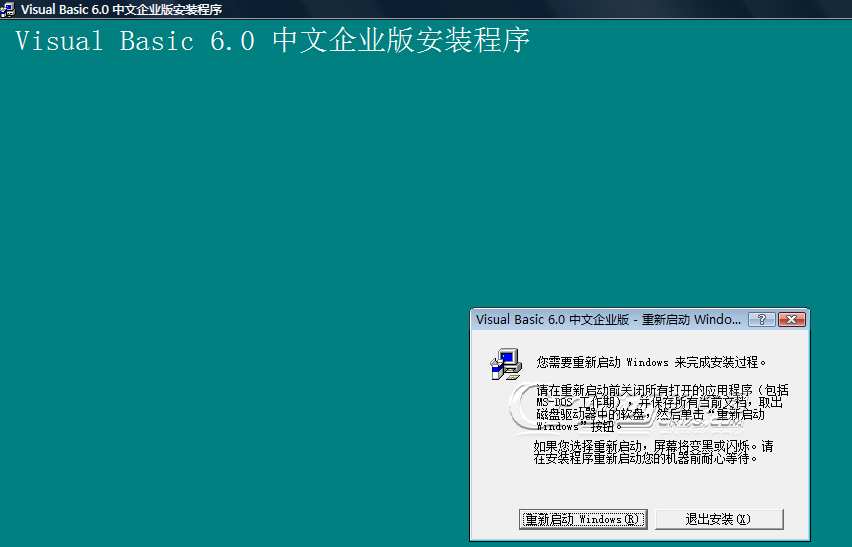 Visual Basic 6.0 中文企业版安装程序
Visual Basic 6.0 中文企业版安装程序
Visual Basic 6.0 中文企业版 - 重新启动 Windo...
您需要重新启动 Windows 来完成安装过程。
请在重新启动前关闭所有打开的应用程序（包括
MS-DOS 工作期），并保存所有当前文档，取出
磁盘驱动器中的软盘，然后单击“重新启动
Windows”按钮。
如果您选择重新启动，屏幕将变黑或闪烁。请
在安装程序重新启动您的机器前耐心等待。
重新启动 Windows(R)
退出安装(X)